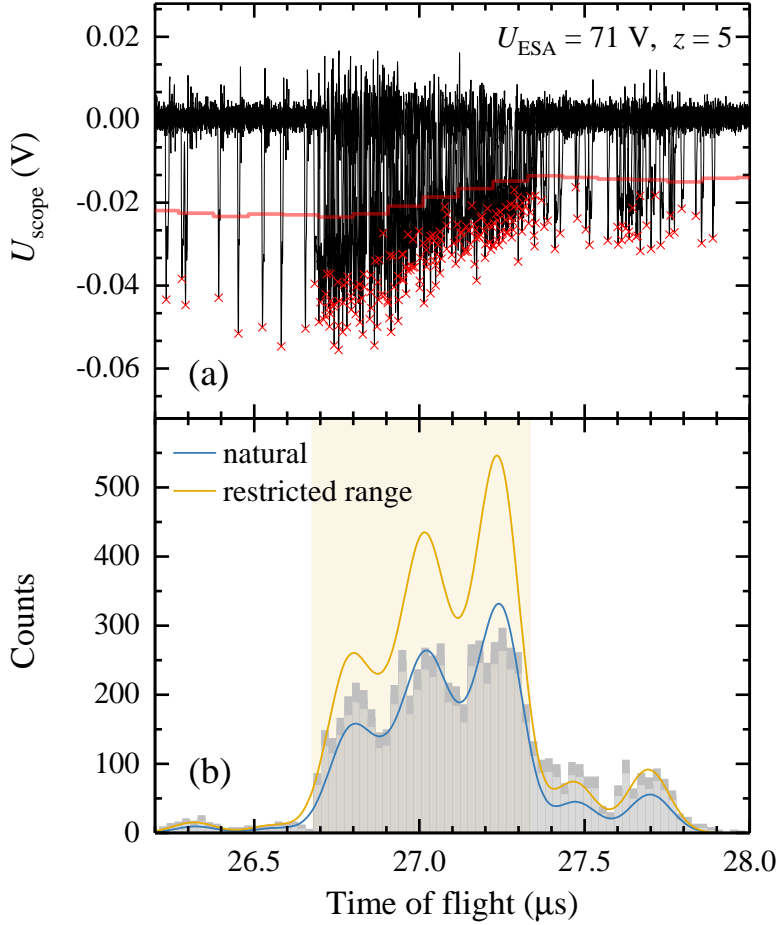 U_ESA = 71 V, z = 5
0.02
0.00
-0.02
-0.04
-0.06
U_scope (V)
(a)
natural
restricted range
500
400
300
200
100
0
Counts
(b)
26.5 27.0 27.5 28.0
Time of flight (μs)